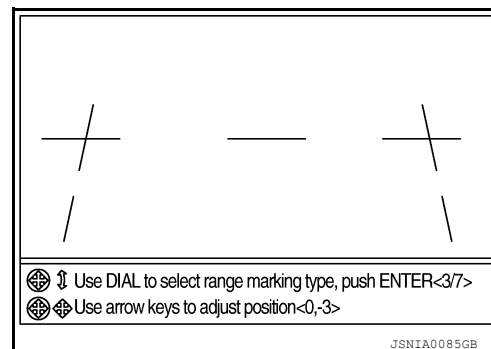 Use DIAL to select range marking type, push ENTER<3/7>
Use arrow keys to adjust position<0,-3>
JSNIA0085GB